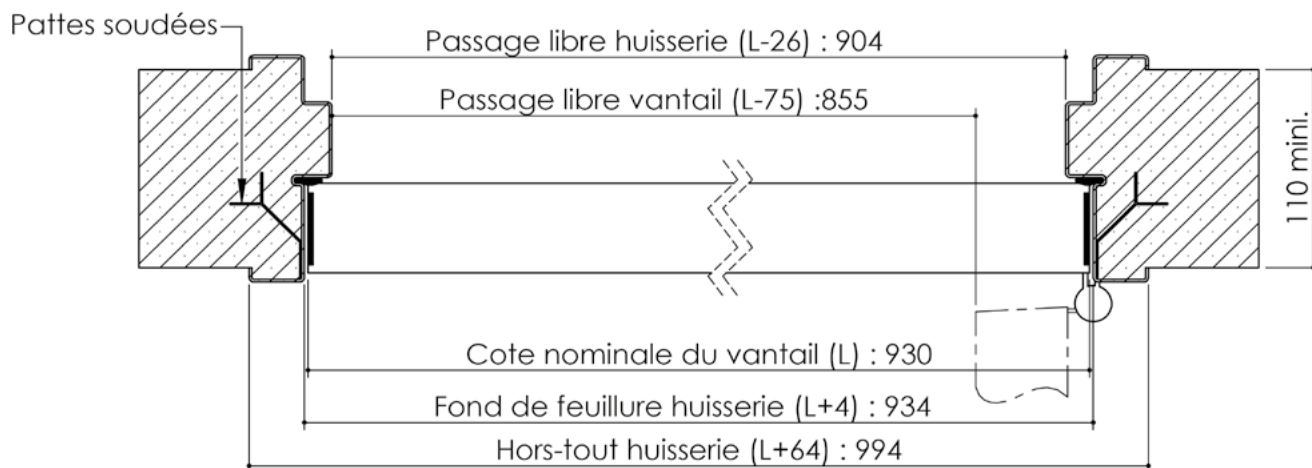 Pattes soudées
Passage libre huisserie (L-26) : 904
Passage libre vantail (L-75) :855
110 mini.
Cote nominale du vantail (L) : 930
Fond de feuillure huisserie (L+4) : 934
Hors-tout huisserie (L+64) : 994